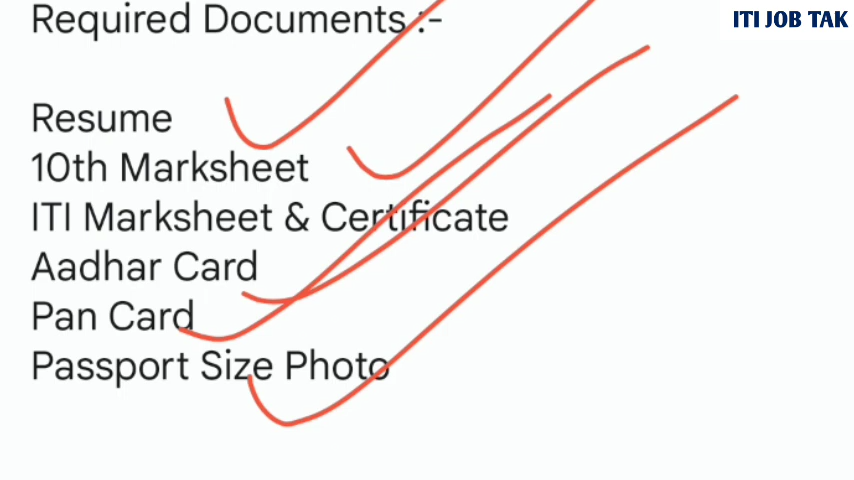 Required Documents :-
ITI JOB TAK
Resume
10th Marksheet
ITI Marksheet & Certificate
Aadhar Card
Pan Card
Passport Size Photo